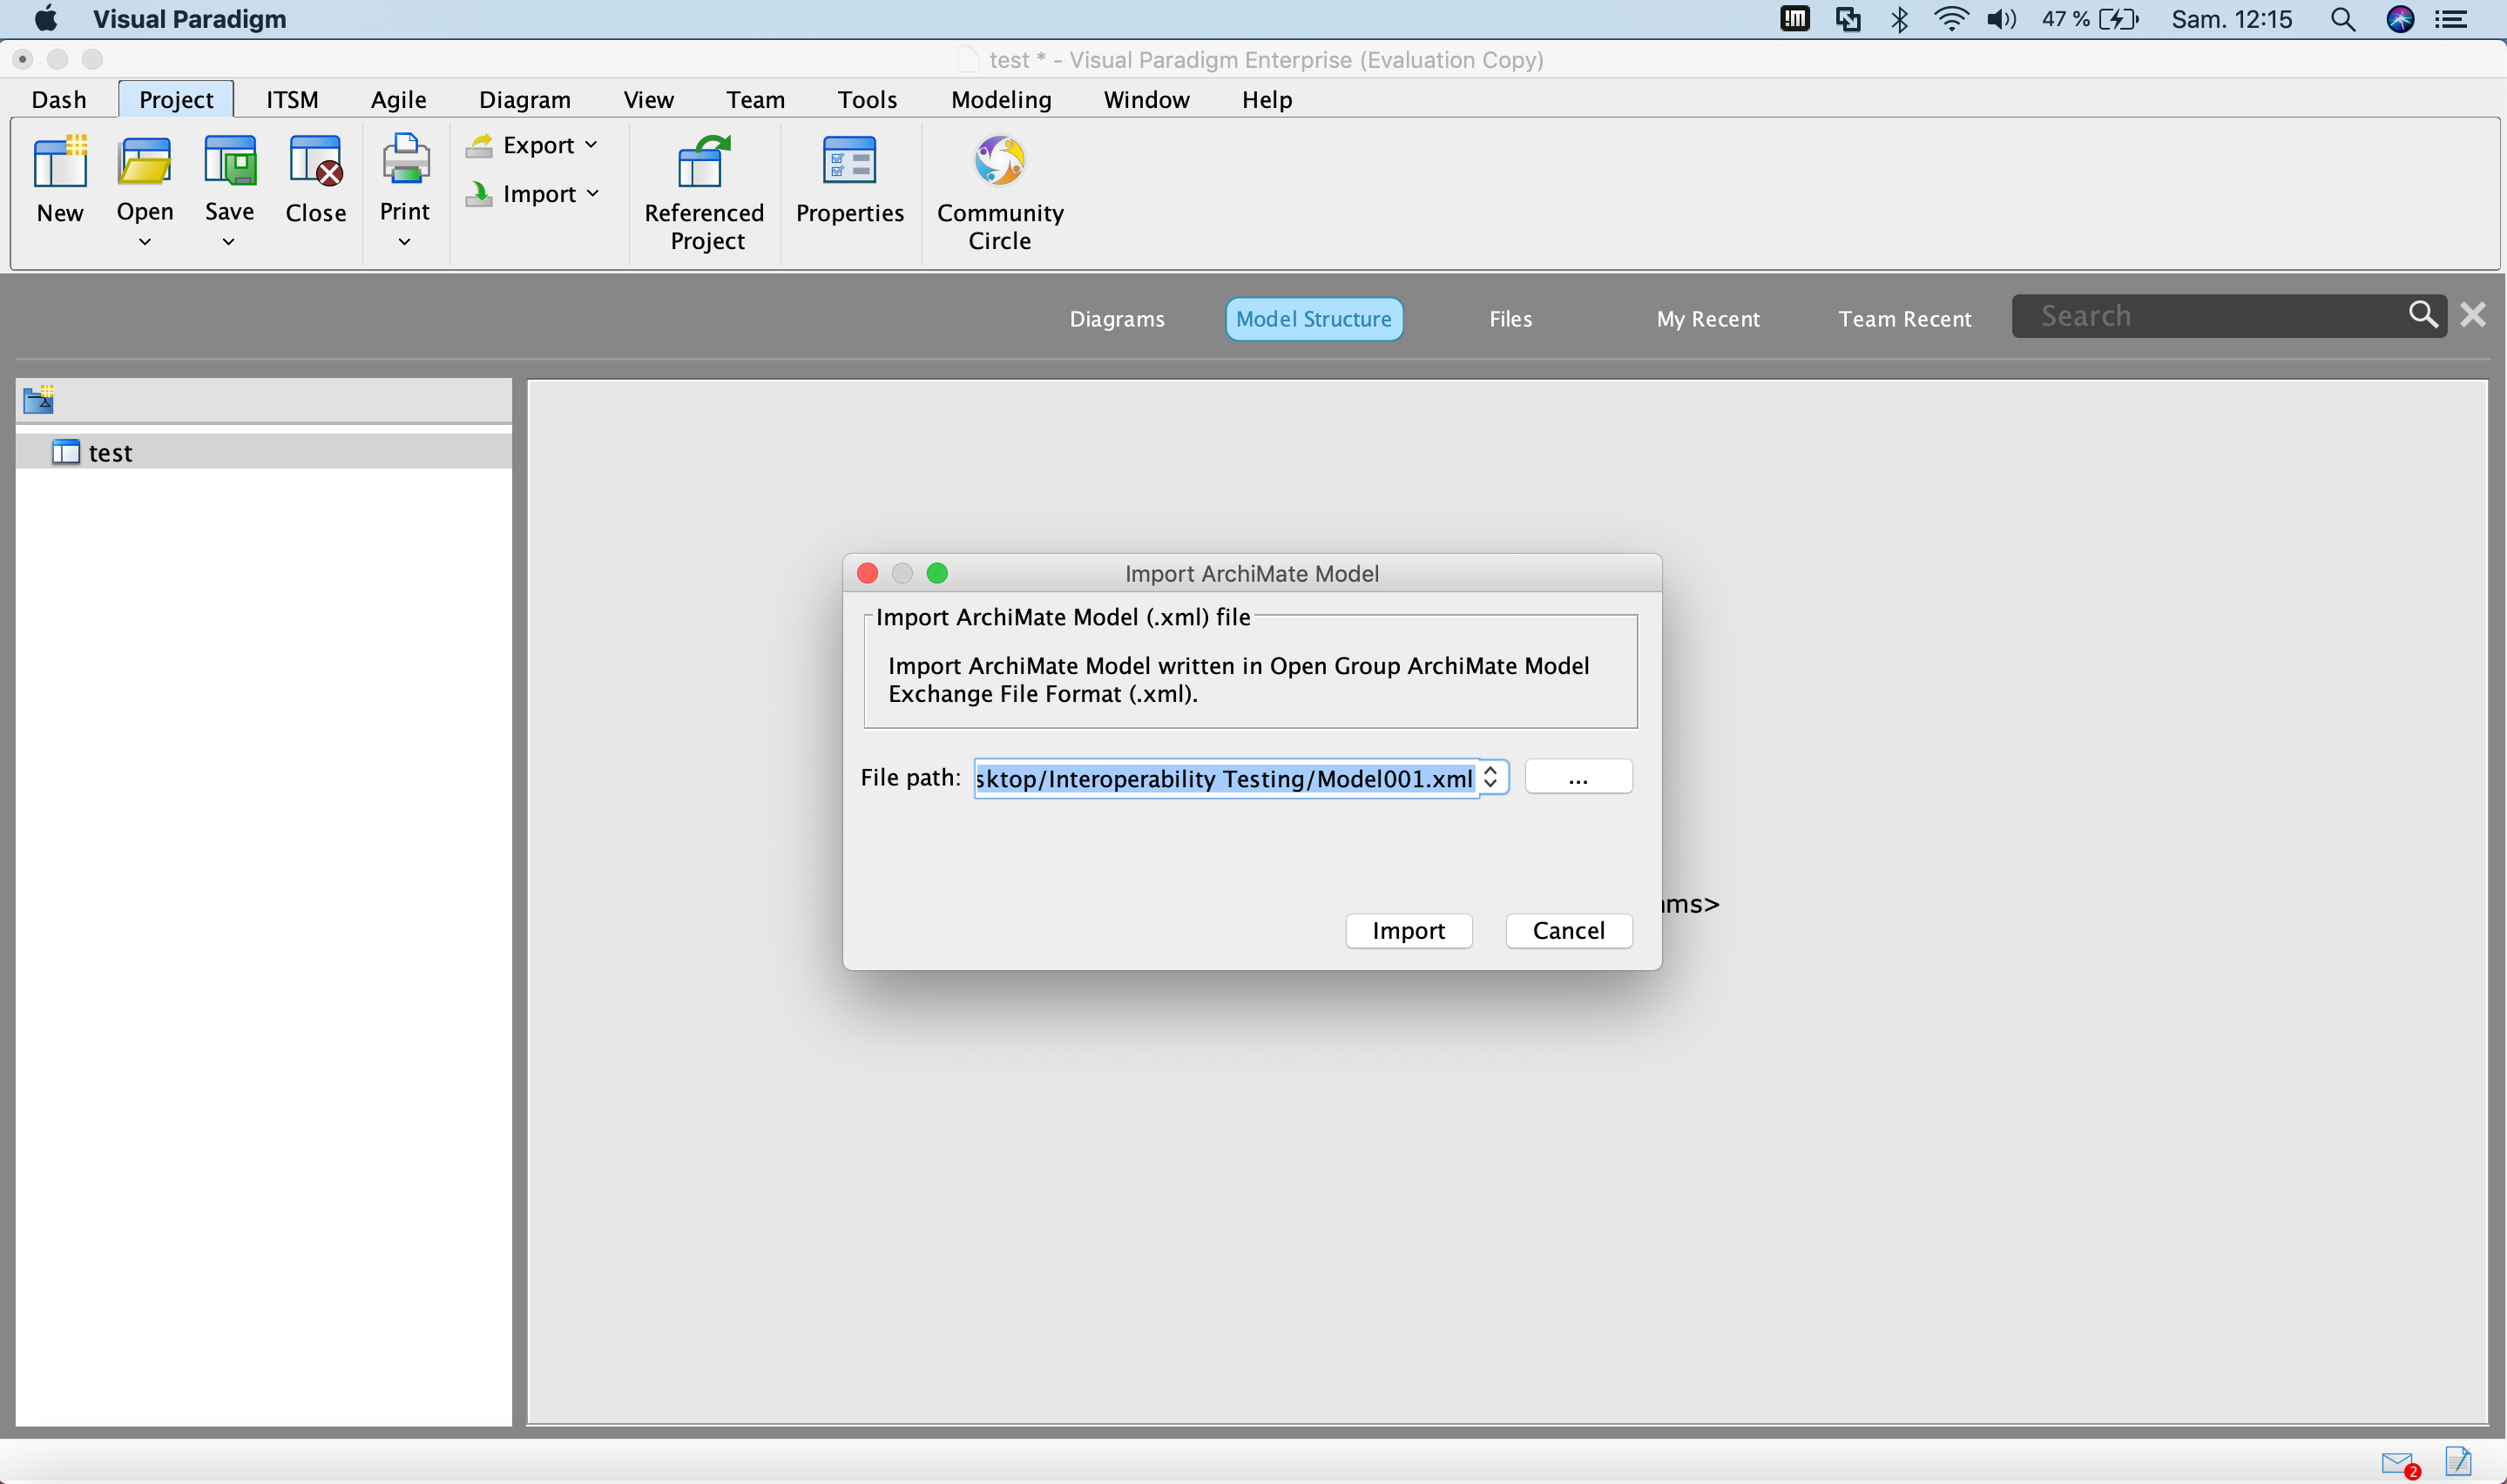 Visual Paradigm
47 %
Sam. 12:15
test * - Visual Paradigm Enterprise (Evaluation Copy)
Dash
Project
ITSM
Agile
Diagram
View
Team
Tools
Modeling
Window
Help
New
Open
Save
Close
Print
Export
Import
Referenced
Project
Properties
Community
Circle
Diagrams
Model Structure
Files
My Recent
Team Recent
Search
test
Import ArchiMate Model
Import ArchiMate Model (.xml) file
Import ArchiMate Model written in Open Group ArchiMate Model
Exchange File Format (.xml).
File path:
sktop/Interoperability Testing/Model001.xml
...
ams>
Import
Cancel
2